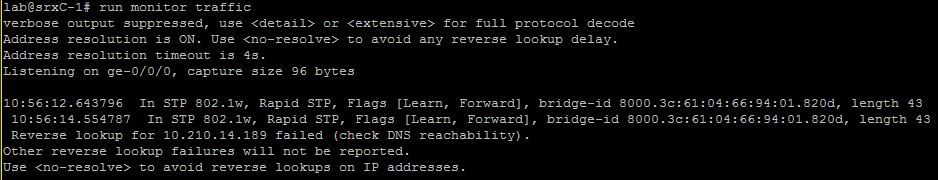 lab@srxC-1# run monitor traffic
verbose output suppressed, use <detail> or <extensive> for full protocol decode
Address resolution is ON. Use <no-resolve> to avoid any reverse lookup delay.
Address resolution timeout is 4s.
Listening on ge-0/0/0, capture size 96 bytes
10:56:12.643796  In STP 802.1w, Rapid STP, Flags [Learn, Forward], bridge-id 8000.3c:61:04:66:94:01.820d, length 43
10:56:14.554787  In STP 802.1w, Rapid STP, Flags [Learn, Forward], bridge-id 8000.3c:61:04:66:94:01.820d, length 43
Reverse lookup for 10.210.14.189 failed (check DNS reachability).
Other reverse lookup failures will not be reported.
Use <no-resolve> to avoid reverse lookups on IP addresses.